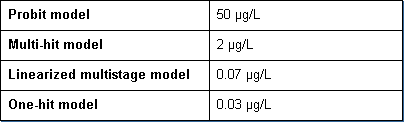 Probit model 50 µg/L
Multi-hit model 2 µg/L
Linearized multistage model 0.07 µg/L
One-hit model 0.03 µg/L